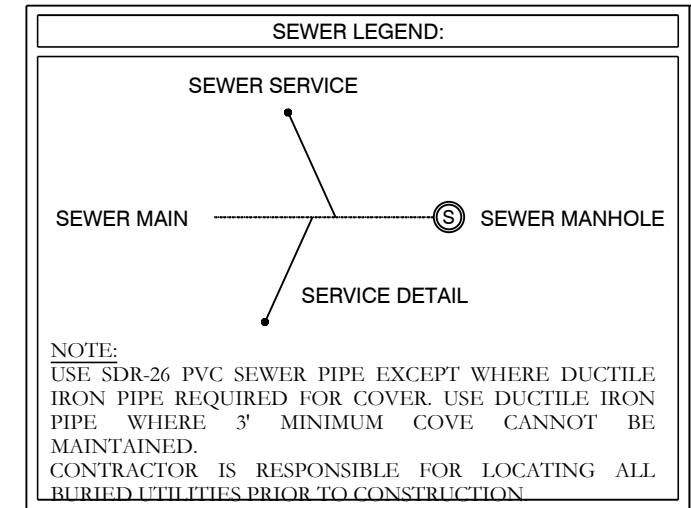 SEWER LEGEND:
SEWER SERVICE
SEWER MAIN
S
SEWER MANHOLE
SERVICE DETAIL
NOTE:
USE SDR-26 PVC SEWER PIPE EXCEPT WHERE DUCTILE
IRON PIPE REQUIRED FOR COVER. USE DUCTILE IRON
PIPE WHERE 3' MINIMUM COVE CANNOT BE
MAINTAINED.
CONTRACTOR IS RESPONSIBLE FOR LOCATING ALL
BURIED UTILITIES PRIOR TO CONSTRUCTION.